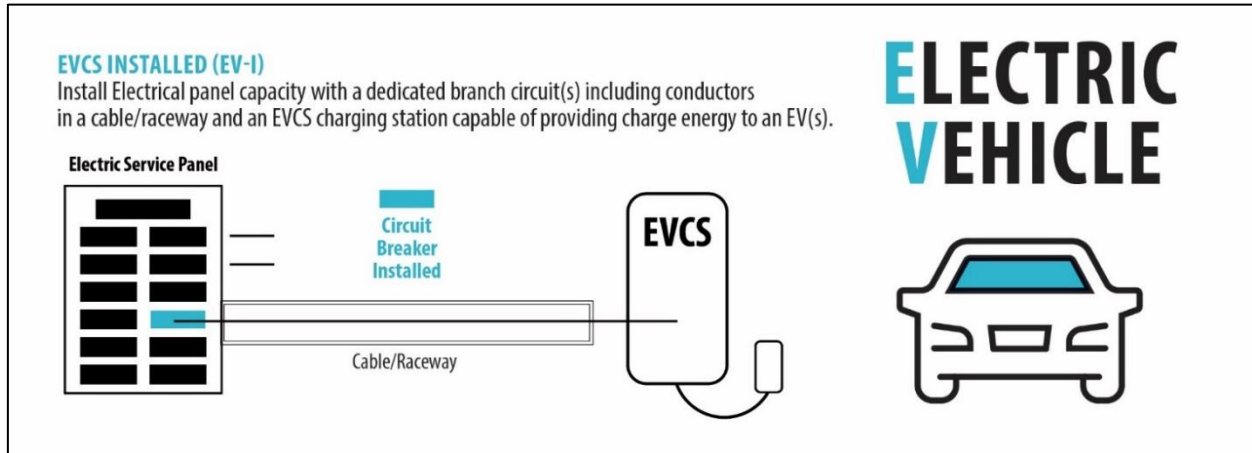 EVCS INSTALLED (EV-I)
Install Electrical panel capacity with a dedicated branch circuit(s) including conductors
in a cable/raceway and an EVCS charging station capable of providing charge energy to an EV(s).
Electric Service Panel
Circuit
Breaker
Installed
EVCS
Cable/Raceway
ELECTRIC
VEHICLE